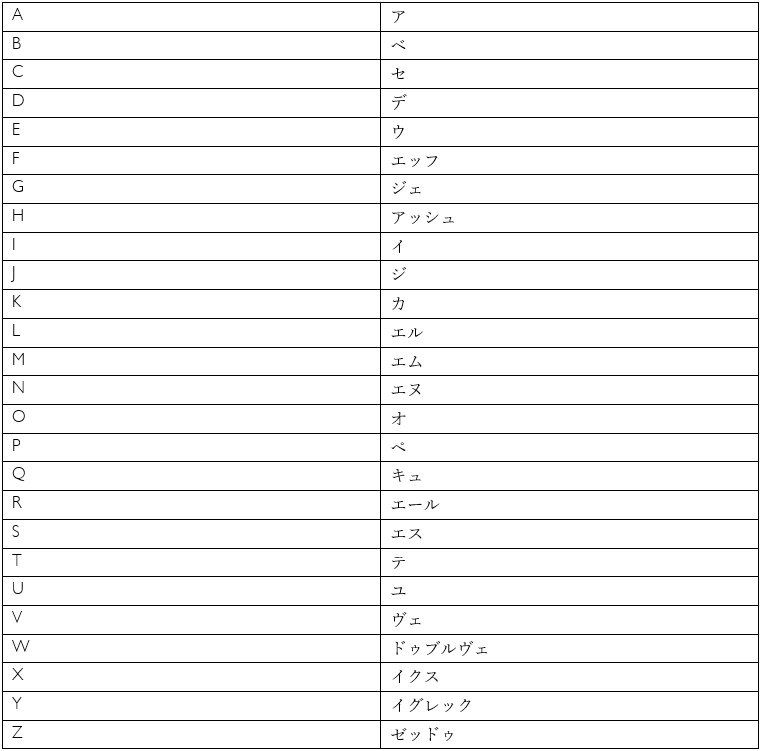 A ア
B ベ
C セ
D デ
E ウ
F エッフ
G ジェ
H アッシュ
I イ
J ジ
K カ
L エル
M エム
N エヌ
O オ
P ペ
Q キュ
R エール
S エス
T テ
U ユ
V ヴェ
W ドゥブルヴェ
X イクス
Y イグレック
Z ゼッドゥ